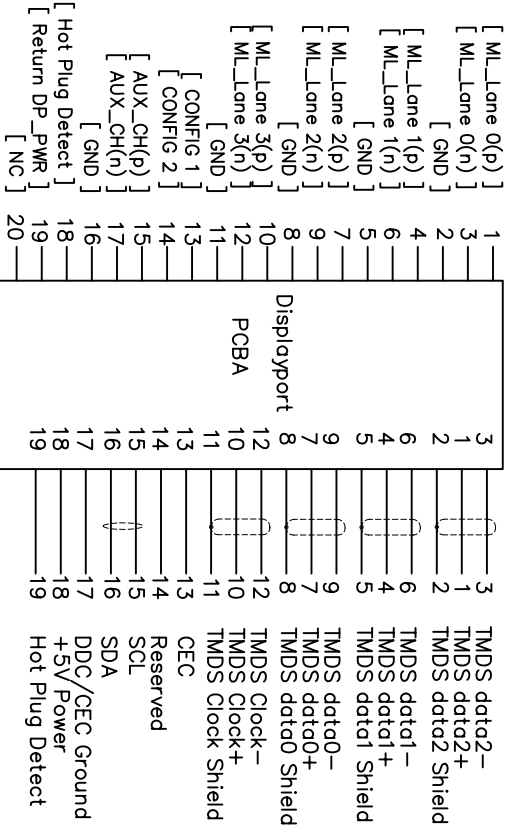 [ ML_Lane 0(p) ] 1
[ ML_Lane 0(n) ] 3
[ GND ] 2
[ ML_Lane 1(p) ] 4
[ ML_Lane 1(n) ] 6
[ GND ] 5
[ ML_Lane 2(p) ] 7
[ ML_Lane 2(n) ] 9
[ GND ] 8
[ ML_Lane 3(p) ] 10
[ ML_Lane 3(n) ] 12
[ GND ] 11
[ CONFIG 1 ] 13
[ CONFIG 2 ] 14
[ AUX_CH(p) ] 15
[ AUX_CH(n) ] 17
[ GND ] 16
[ Hot Plug Detect ] 18
[ Return DP_PWR ] 19
[ NC ] 20
Displayport
PCBA
3 3 TMDS data2-
1 1 TMDS data2+
2 2 TMDS data2 Shield
6 6 TMDS data1-
4 4 TMDS data1+
5 5 TMDS data1 Shield
9 9 TMDS data0-
7 7 TMDS data0+
8 8 TMDS data0 Shield
12 12 TMDS Clock-
10 10 TMDS Clock+
11 11 TMDS Clock Shield
13 13 CEC
14 14 Reserved
15 15 SCL
16 16 SDA
17 17 DDC/CEC Ground
18 18 +5V Power
19 19 Hot Plug Detect